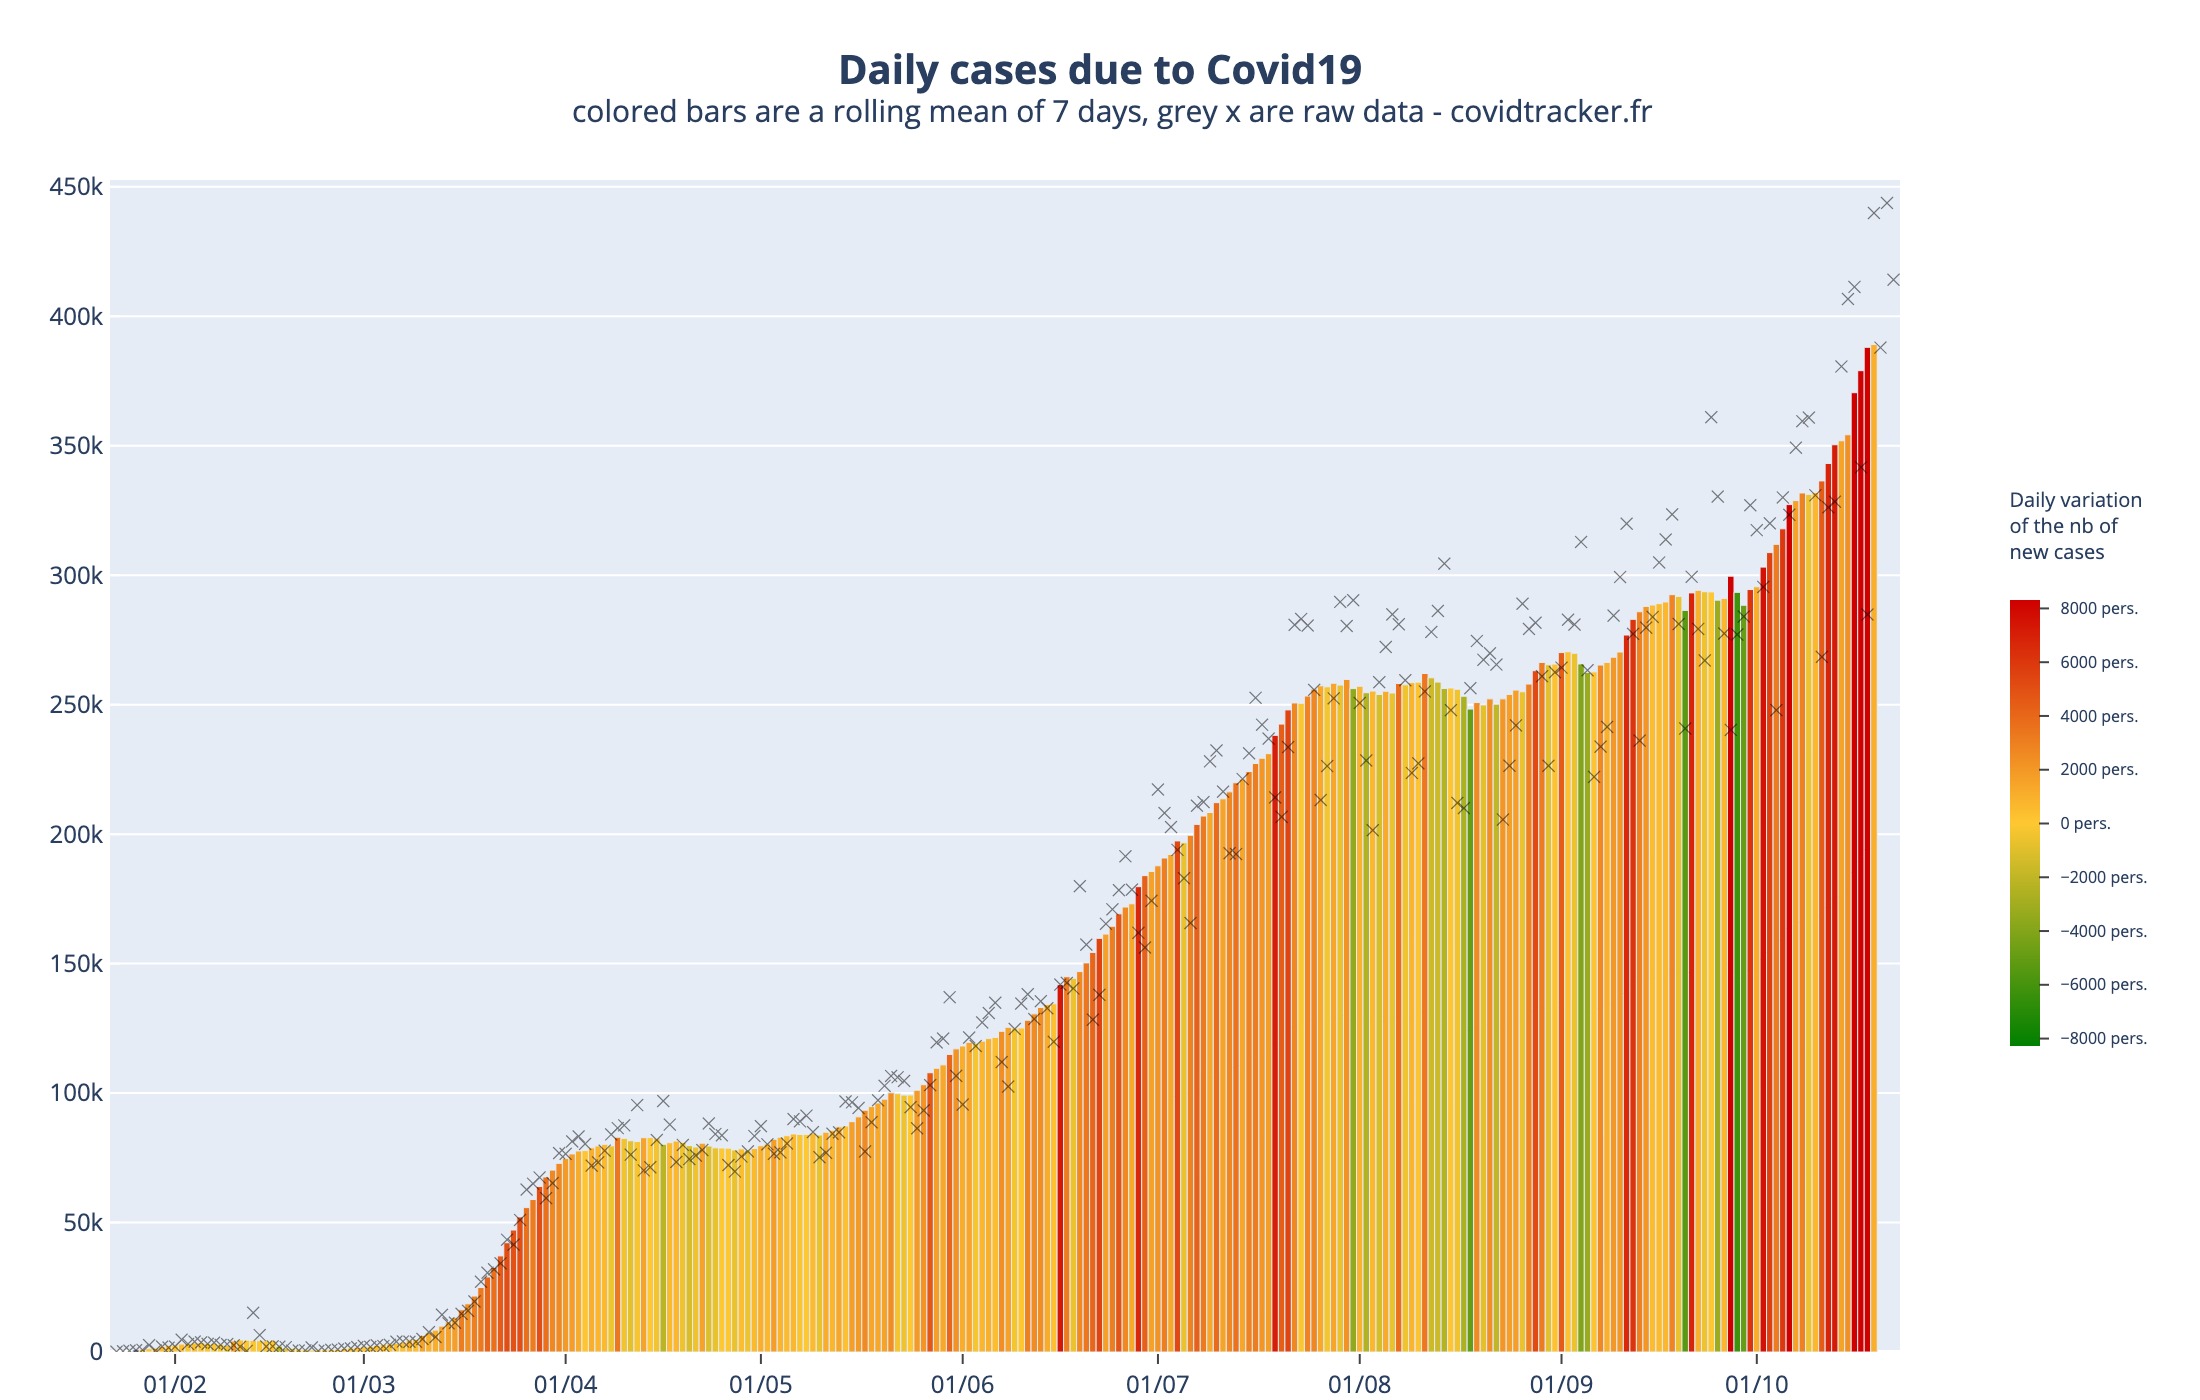 Daily cases due to Covid19
colored bars are a rolling mean of 7 days, grey x are raw data - covidtracker.fr
450k
400k
350k
300k
250k
200k
150k
100k
50k
0
01/02
01/03
01/04
01/05
01/06
01/07
01/08
01/09
01/10
Daily variation
of the nb of
new cases
8000 pers.
6000 pers.
4000 pers.
2000 pers.
0 pers.
−2000 pers.
−4000 pers.
−6000 pers.
−8000 pers.